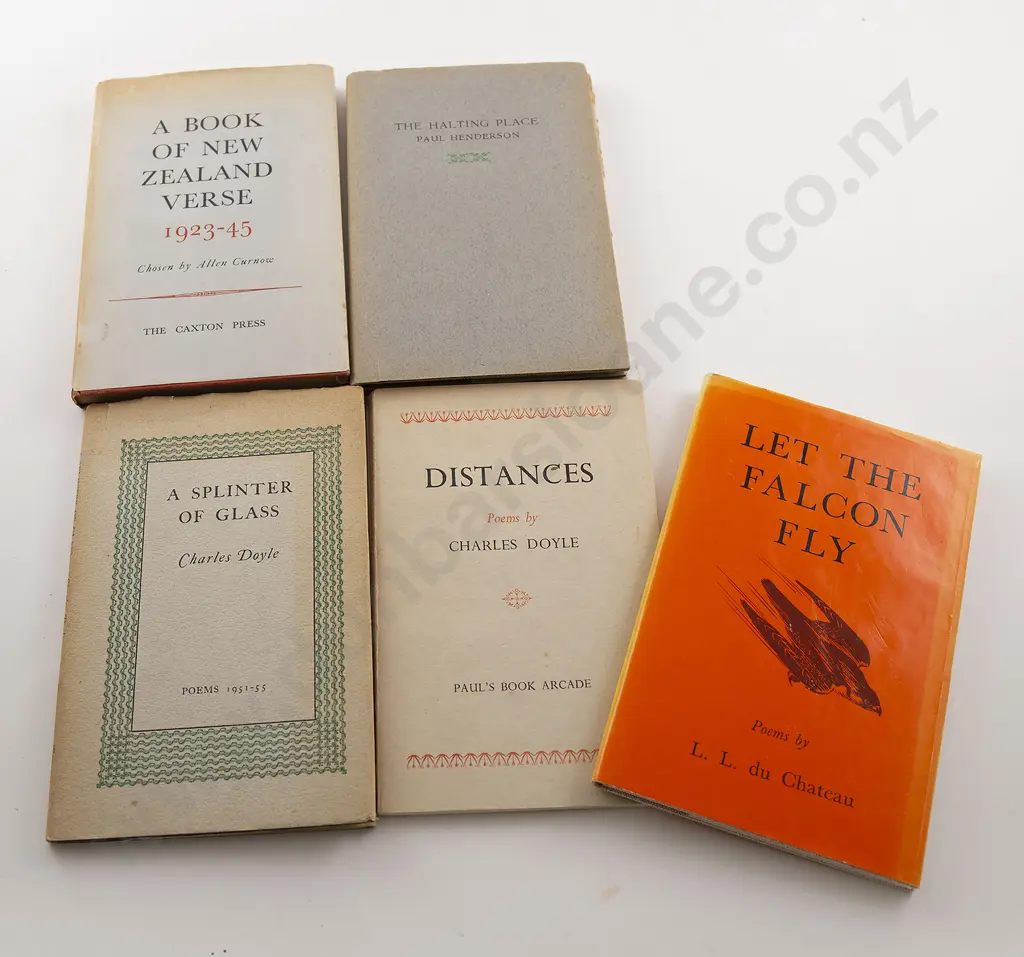 A BOOK
OF NEW
ZEALAND
VERSE
1923-45
Chosen by Allen Curnow
THE CAXTON PRESS
THE HALTING PLACE
PAUL HENDERSON
A SPLINTER
OF GLASS
Charles Doyle
POEMS 1951-55
DISTANCES
Poems by
CHARLES DOYLE
PAUL'S BOOK ARCADE
LET THE
FALCON
FLY
Poems by
L. L. du Chateau